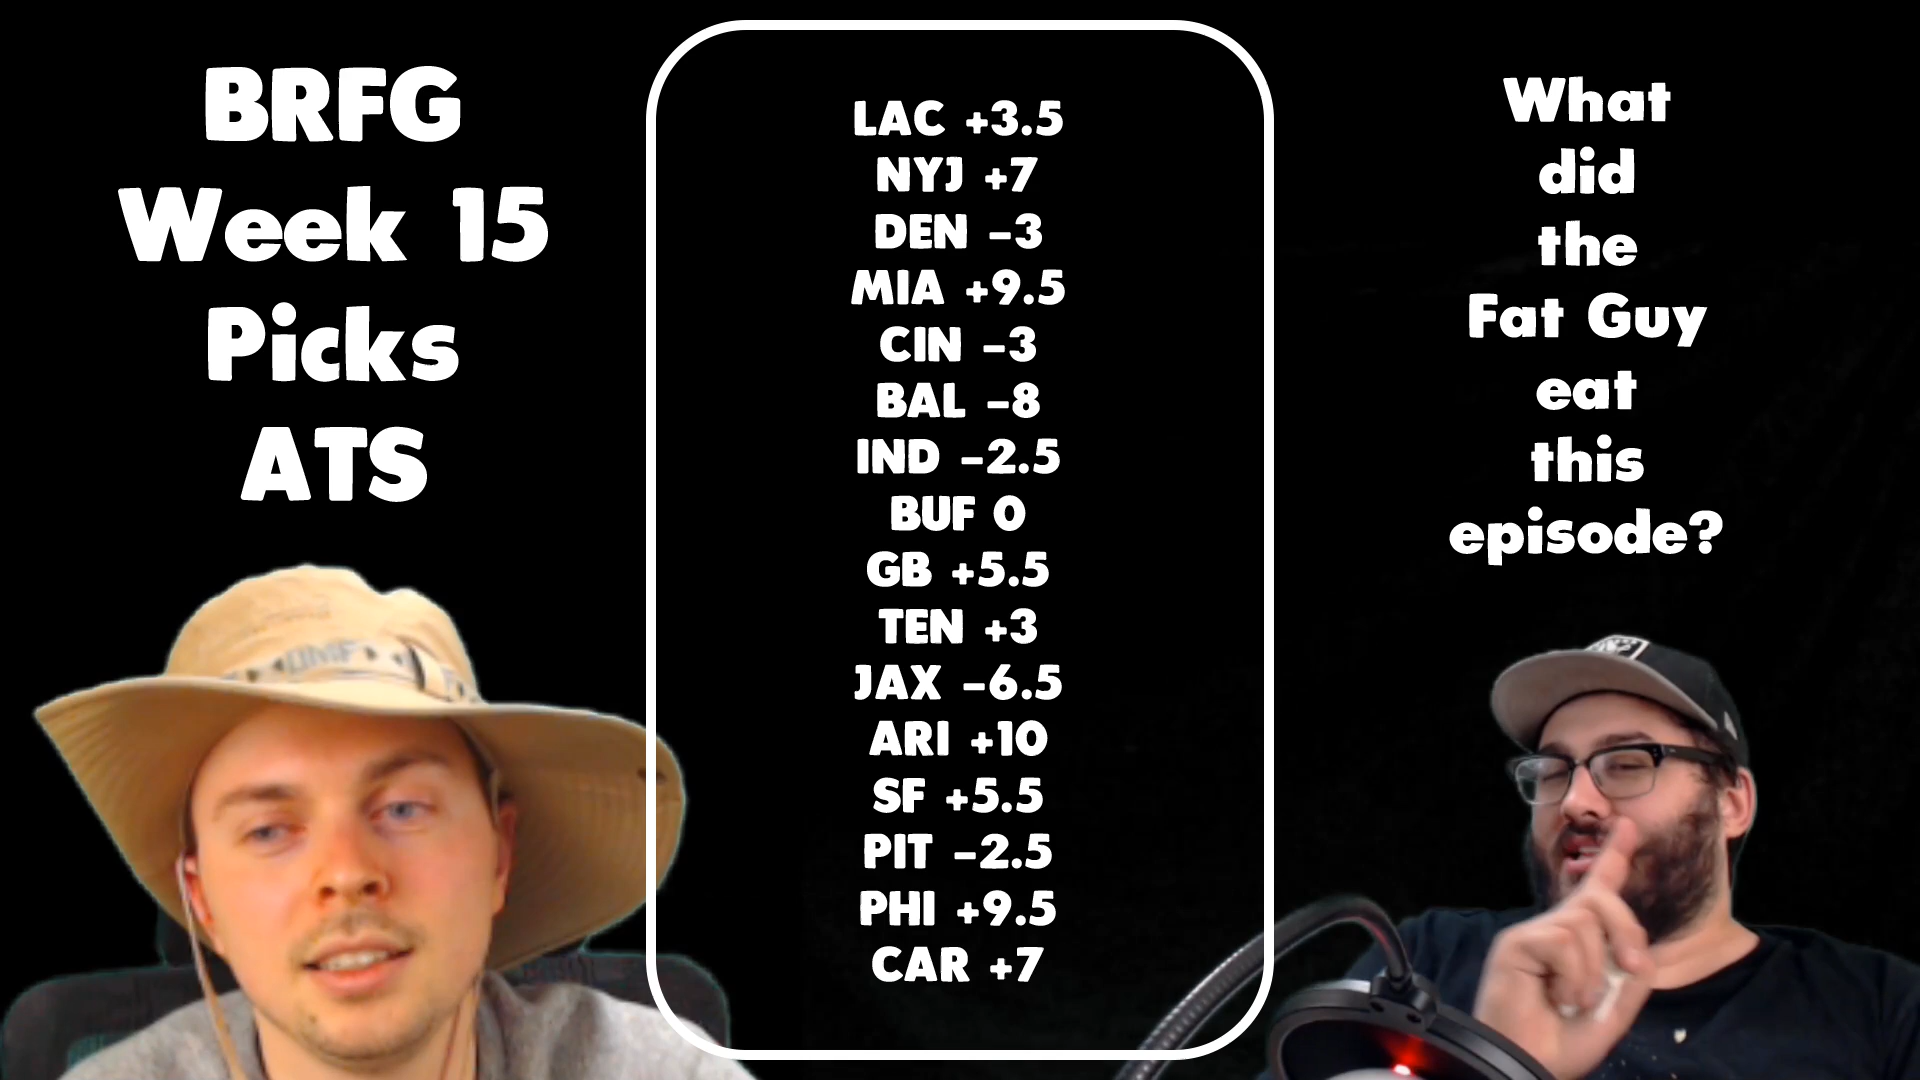 BRFG
Week 15
Picks
ATS
LAC +3.5
NYJ +7
DEN -3
MIA +9.5
CIN -3
BAL -8
IND -2.5
BUF 0
GB +5.5
TEN +3
JAX -6.5
ARI +10
SF +5.5
PIT -2.5
PHI +9.5
CAR +7
What
did
the
Fat Guy
eat
this
episode?